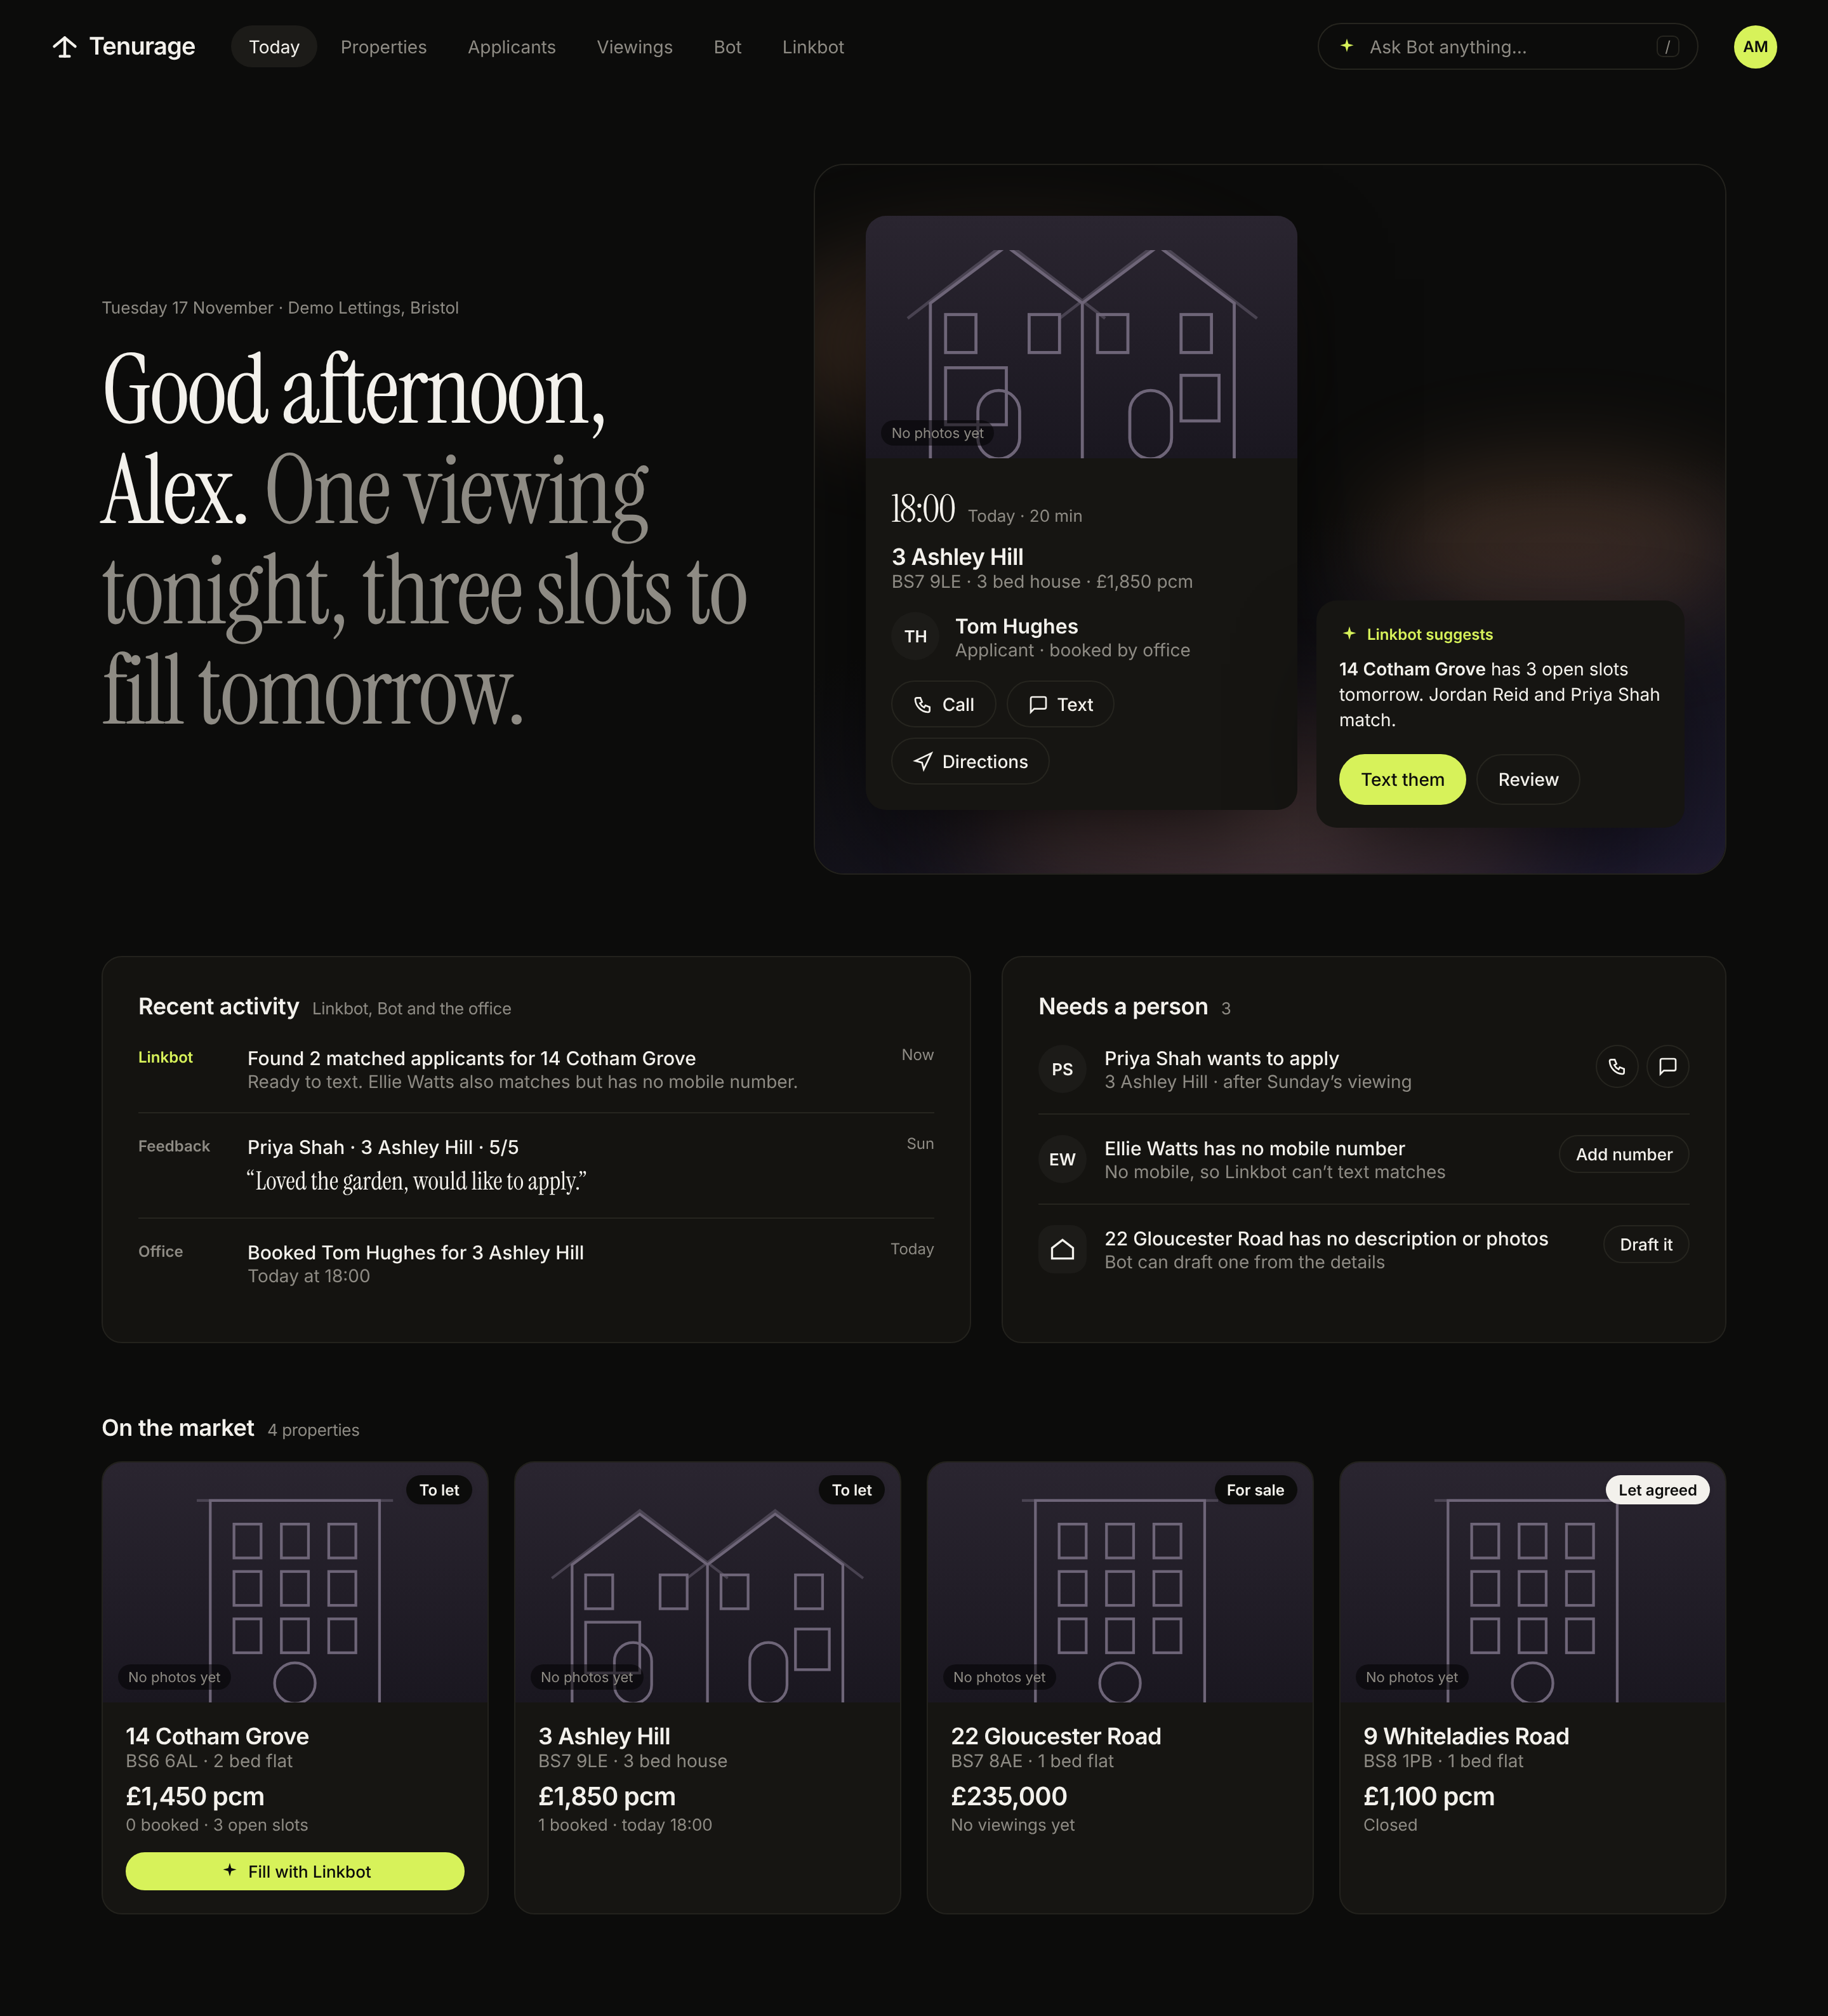 Tenurage
Today
Properties
Applicants
Viewings
Bot
Linkbot
Ask Bot anything...
/
AM
Tuesday 17 November · Demo Lettings, Bristol
Good afternoon,
Alex. One viewing
tonight, three slots to
fill tomorrow.
No photos yet
18:00 Today · 20 min
3 Ashley Hill
BS7 9LE · 3 bed house · £1,850 pcm
TH
Tom Hughes
Applicant · booked by office
Call
Text
Directions
Linkbot suggests
14 Cotham Grove has 3 open slots
tomorrow. Jordan Reid and Priya Shah
match.
Text them
Review
Recent activity Linkbot, Bot and the office
Linkbot
Found 2 matched applicants for 14 Cotham Grove
Now
Ready to text. Ellie Watts also matches but has no mobile number.
Feedback
Priya Shah · 3 Ashley Hill · 5/5
Sun
“Loved the garden, would like to apply.”
Office
Booked Tom Hughes for 3 Ashley Hill
Today
Today at 18:00
Needs a person 3
PS
Priya Shah wants to apply
3 Ashley Hill · after Sunday’s viewing
EW
Ellie Watts has no mobile number
No mobile, so Linkbot can’t text matches
Add number
22 Gloucester Road has no description or photos
Bot can draft one from the details
Draft it
On the market 4 properties
To let
No photos yet
14 Cotham Grove
BS6 6AL · 2 bed flat
£1,450 pcm
0 booked · 3 open slots
Fill with Linkbot
To let
No photos yet
3 Ashley Hill
BS7 9LE · 3 bed house
£1,850 pcm
1 booked · today 18:00
For sale
No photos yet
22 Gloucester Road
BS7 8AE · 1 bed flat
£235,000
No viewings yet
Let agreed
No photos yet
9 Whiteladies Road
BS8 1PB · 1 bed flat
£1,100 pcm
Closed